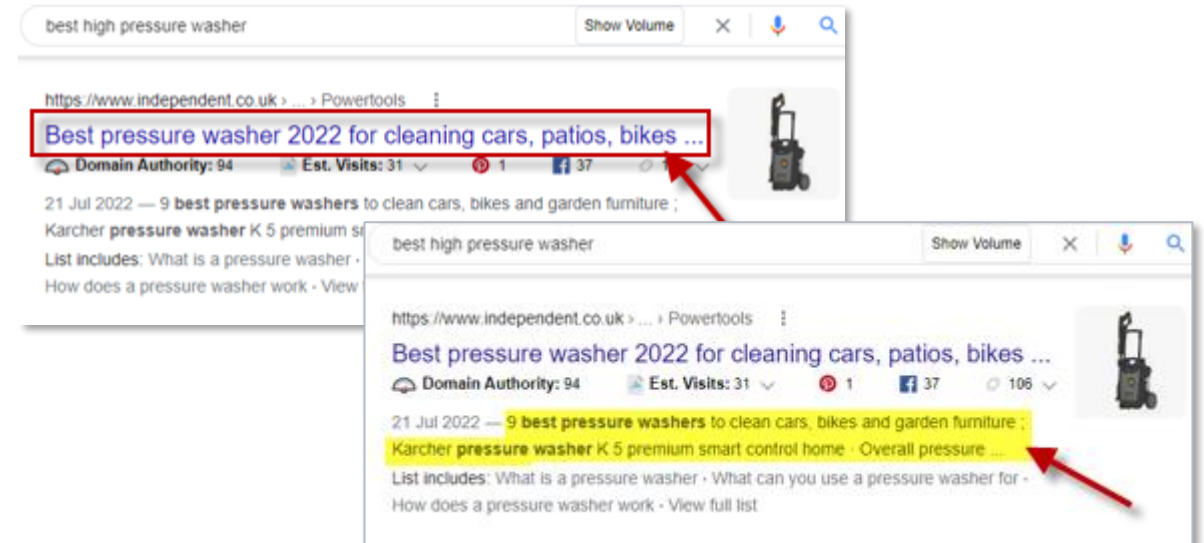 best high pressure washer
Show Volume
https://www.independent.co.uk › ... › Powertools
Best pressure washer 2022 for cleaning cars, patios, bikes ...
Domain Authority: 94 Est. Visits: 31 1 37
21 Jul 2022 — 9 best pressure washers to clean cars, bikes and garden furniture ;
Karcher pressure washer K 5 premium
List includes: What is a pressure washer ·
How does a pressure washer work · View
best high pressure washer
Show Volume
https://www.independent.co.uk › ... › Powertools
Best pressure washer 2022 for cleaning cars, patios, bikes ...
Domain Authority: 94 Est. Visits: 31 1 37 106
21 Jul 2022 — 9 best pressure washers to clean cars, bikes and garden furniture ;
Karcher pressure washer K 5 premium smart control home · Overall pressure ...
List includes: What is a pressure washer · What can you use a pressure washer for ·
How does a pressure washer work · View full list